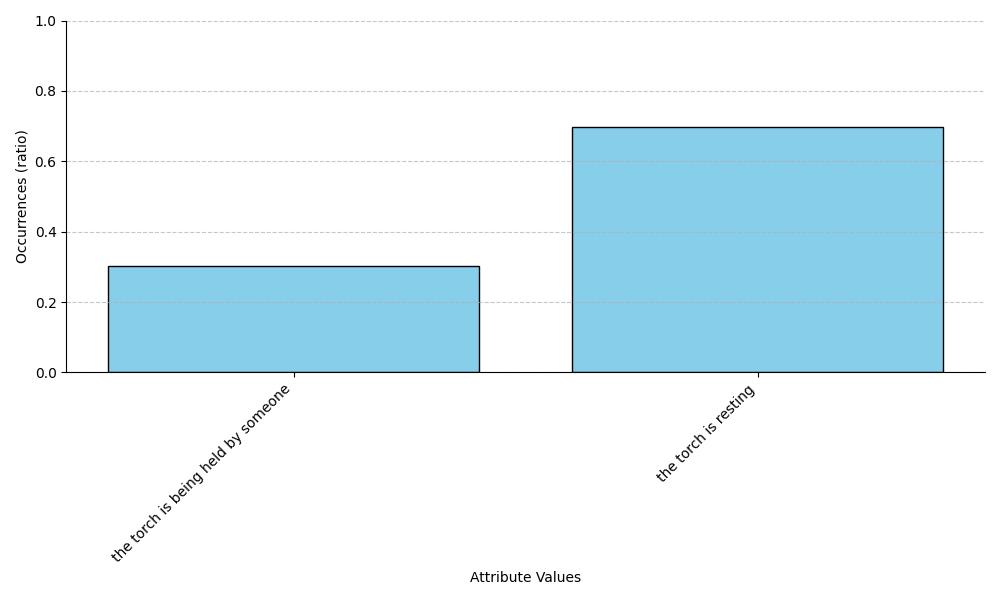 1.0
0.8
0.6
0.4
0.2
0.0
Occurrences (ratio)
the torch is being held by someone
the torch is resting
Attribute Values